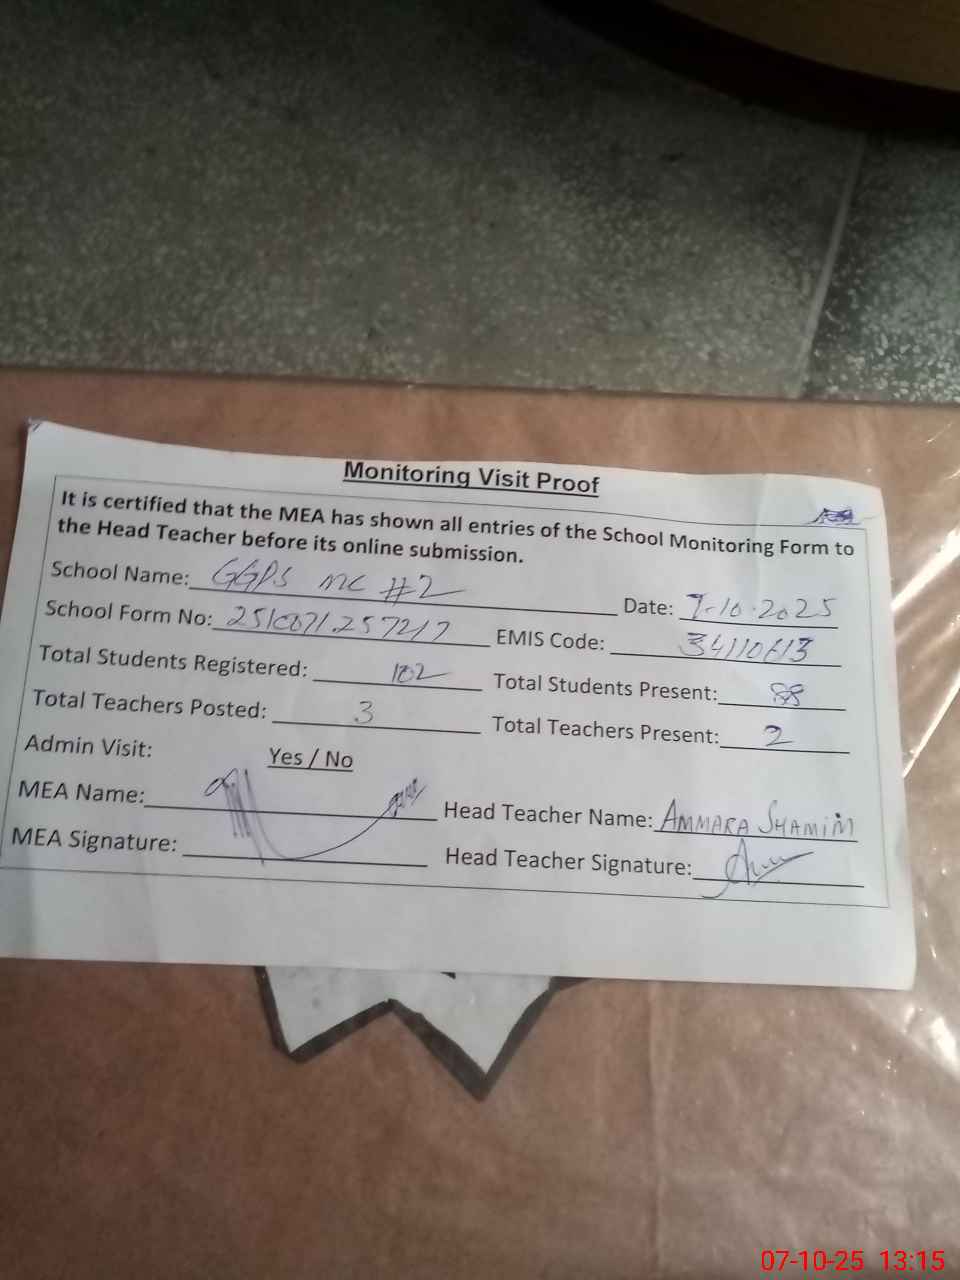 Monitoring Visit Proof
It is certified that the MEA has shown all entries of the School Monitoring Form to
the Head Teacher before its online submission.
School Name: GGPS MC #2 Date: 7-10-2025
School Form No: EMIS Code: 34110613
Total Students Registered: 102 Total Students Present: 88
Total Teachers Posted: 3 Total Teachers Present: 2
Admin Visit: Yes / No
MEA Name: Head Teacher Name: AMMARA SHAMIM
MEA Signature: Head Teacher Signature:
07-10-25 13:15